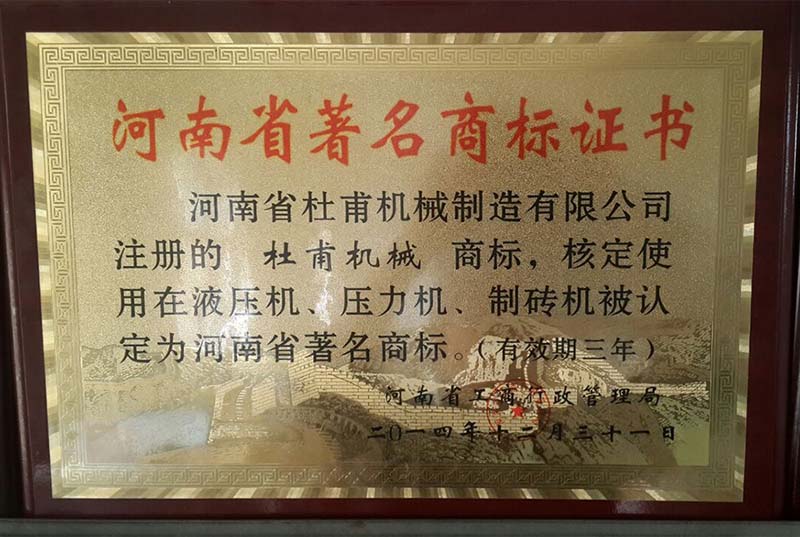 河南省著名商标证书
河南省杜甫机械制造有限公司
注册的 杜甫机械 商标，核定使
用在液压机、压力机、制砖机被认
定为河南省著名商标。（有效期三年）
河南省工商行政管理局
二〇一四年十二月三十一日